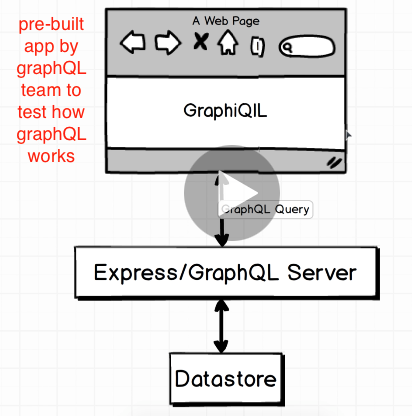 pre-built
app by
graphQL
team to
test how
graphQL
works
A Web Page
GraphiQlL
GraphQL Query
Express/GraphQL Server
Datastore